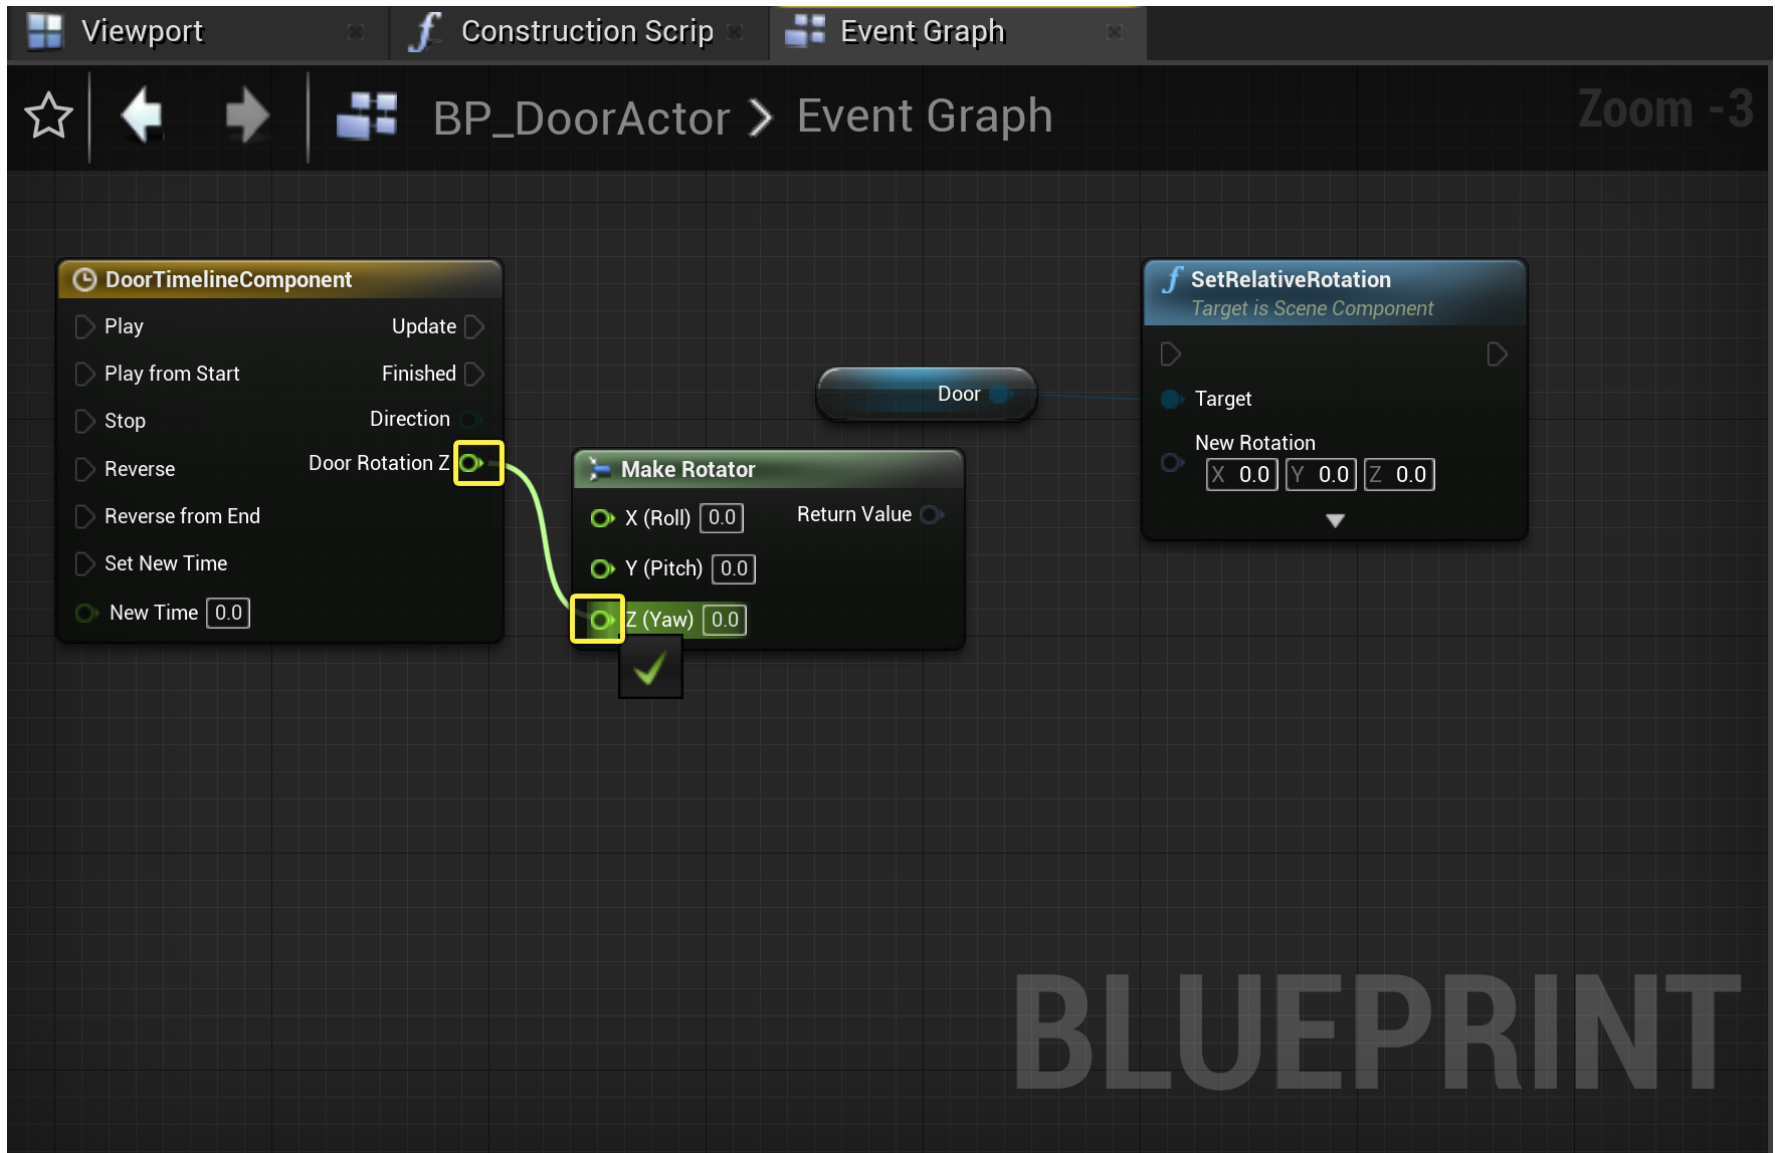 Viewport
Construction Scrip
Event Graph
BP_DoorActor > Event Graph
Zoom -3
DoorTimelineComponent
Play
Update
Play from Start
Finished
Stop
Direction
Reverse
Door Rotation Z
Reverse from End
Set New Time
New Time 0.0
Make Rotator
X (Roll) 0.0
Return Value
Y (Pitch) 0.0
Z (Yaw) 0.0
Door
SetRelativeRotation
Target is Scene Component
Target
New Rotation
X 0.0 Y 0.0 Z 0.0
BLUEPRINT